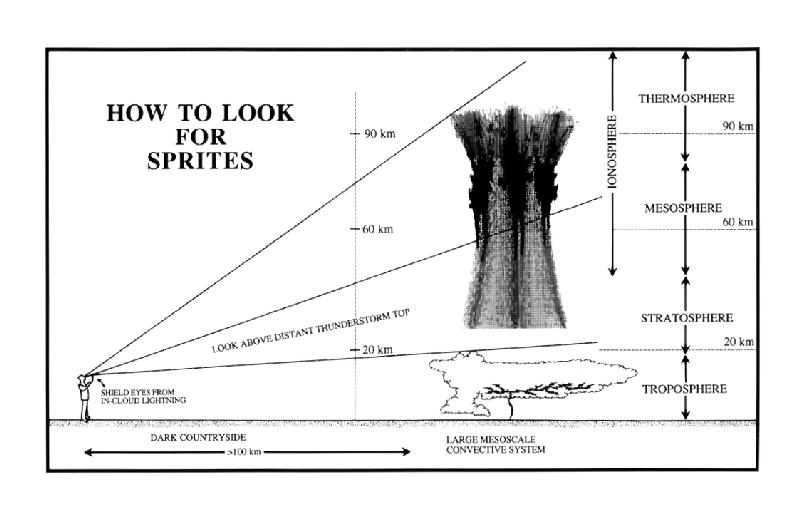 HOW TO LOOK
FOR
SPRITES
90 km
60 km
20 km
LOOK ABOVE DISTANT THUNDERSTORM TOP
SHIELD EYES FROM
IN-CLOUD LIGHTNING
DARK COUNTRYSIDE
>100 km
LARGE MESOSCALE
CONVECTIVE SYSTEM
IONOSPHERE
THERMOSPHERE
90 km
MESOSPHERE
60 km
STRATOSPHERE
20 km
TROPOSPHERE